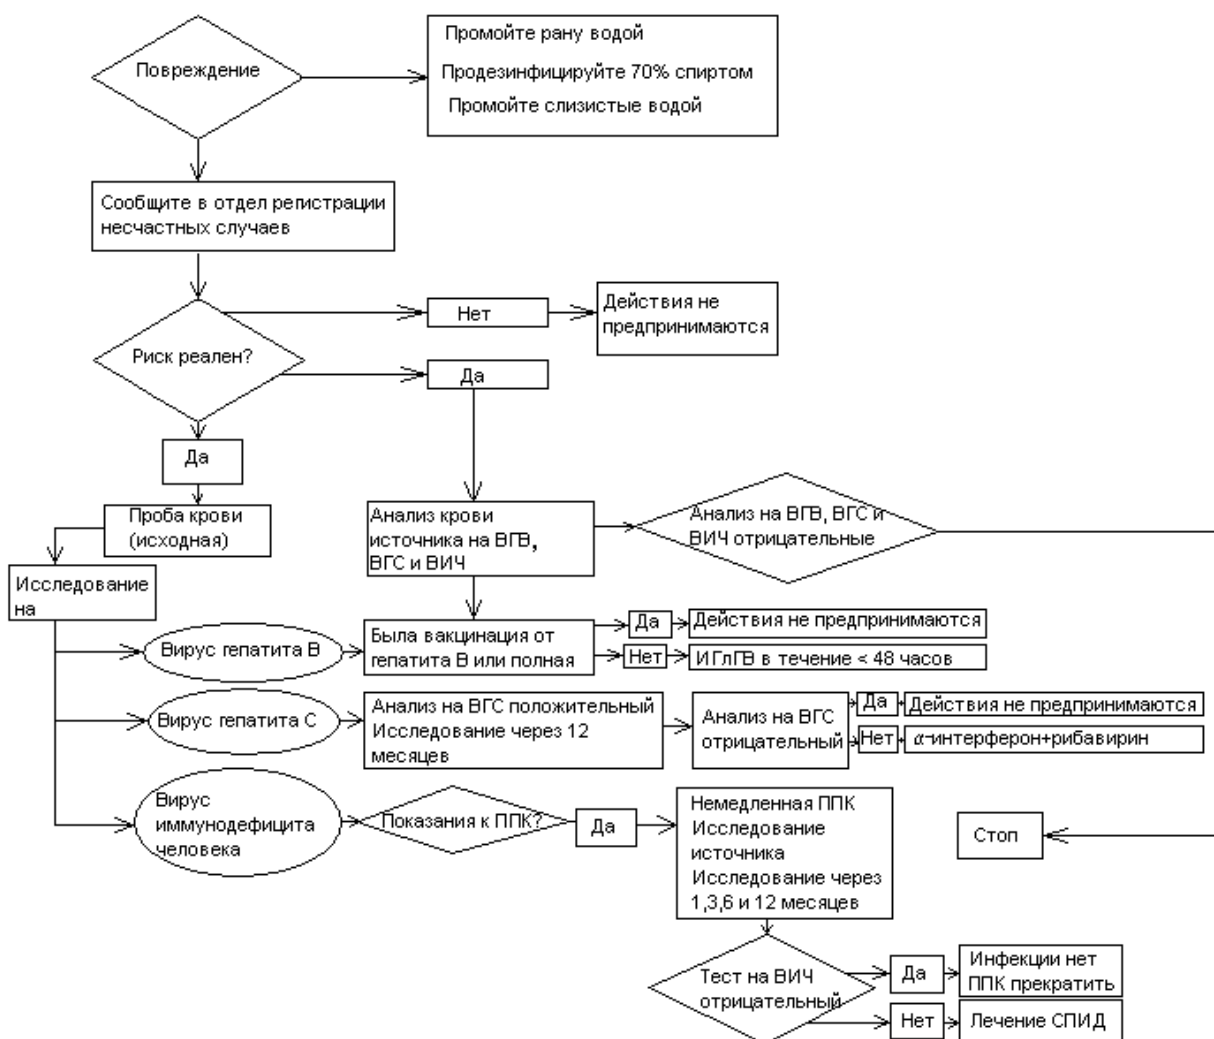 Повреждение
Промойте рану водой
Продезинфицируйте 70% спиртом
Промойте слизистые водой
Сообщите в отдел регистрации
несчастных случаев
Риск реален?
Нет
Действия не
предпринимаются
Да
Да
Проба крови
(исходная)
Анализ крови
источника на ВГВ,
ВГС и ВИЧ
Анализ на ВГВ, ВГС и
ВИЧ отрицательные
Исследование
на
Вирус гепатита В
Была вакцинация от
гепатита В или полная
Да
Действия не предпринимаются
Нет
ИГлГВ в течение < 48 часов
Вирус гепатита С
Анализ на ВГС положительный
Исследование через 12
месяцев
Анализ на ВГС
отрицательный
Да
Действия не предпринимаются
Нет
α-интерферон+рибавирин
Вирус
иммунодефицита
человека
Показания к ППК?
Да
Немедленная ППК
Исследование
источника
Исследование через
1,3,6 и 12 месяцев
Стоп
Тест на ВИЧ
отрицательный
Да
Инфекции нет
ППК прекратить
Нет
Лечение СПИД